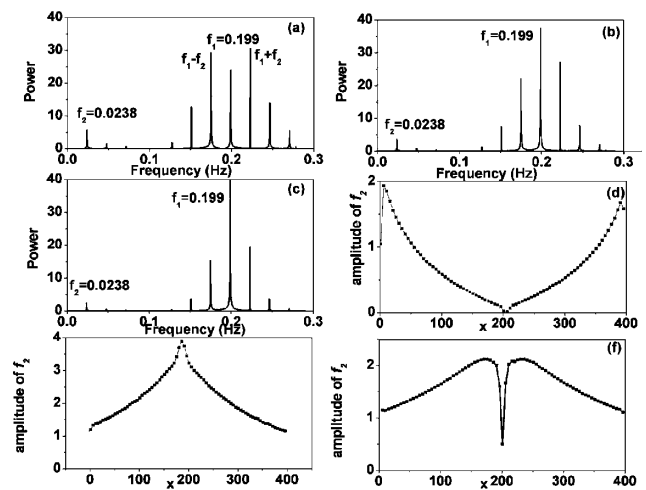 (a)
f₁=0.199
f₁-f₂
f₁+f₂
f₂=0.0238
Power
40
30
20
10
0
0.0 0.1 0.2 0.3
Frequency (Hz)
(b)
f₁=0.199
f₂=0.0238
Power
40
30
20
10
0
0.0 0.1 0.2 0.3
Frequency (Hz)
(c)
f₁=0.199
f₂=0.0238
Power
40
30
20
10
0
0.0 0.1 0.2 0.3
Frequency (Hz)
(d)
amplitude of f₂
2
1
0
0 100 200 300 400
x
amplitude of f₂
4
3
2
1
0
0 100 200 300 400
x
(f)
amplitude of f₂
2
1
0
0 100 200 300 400
x